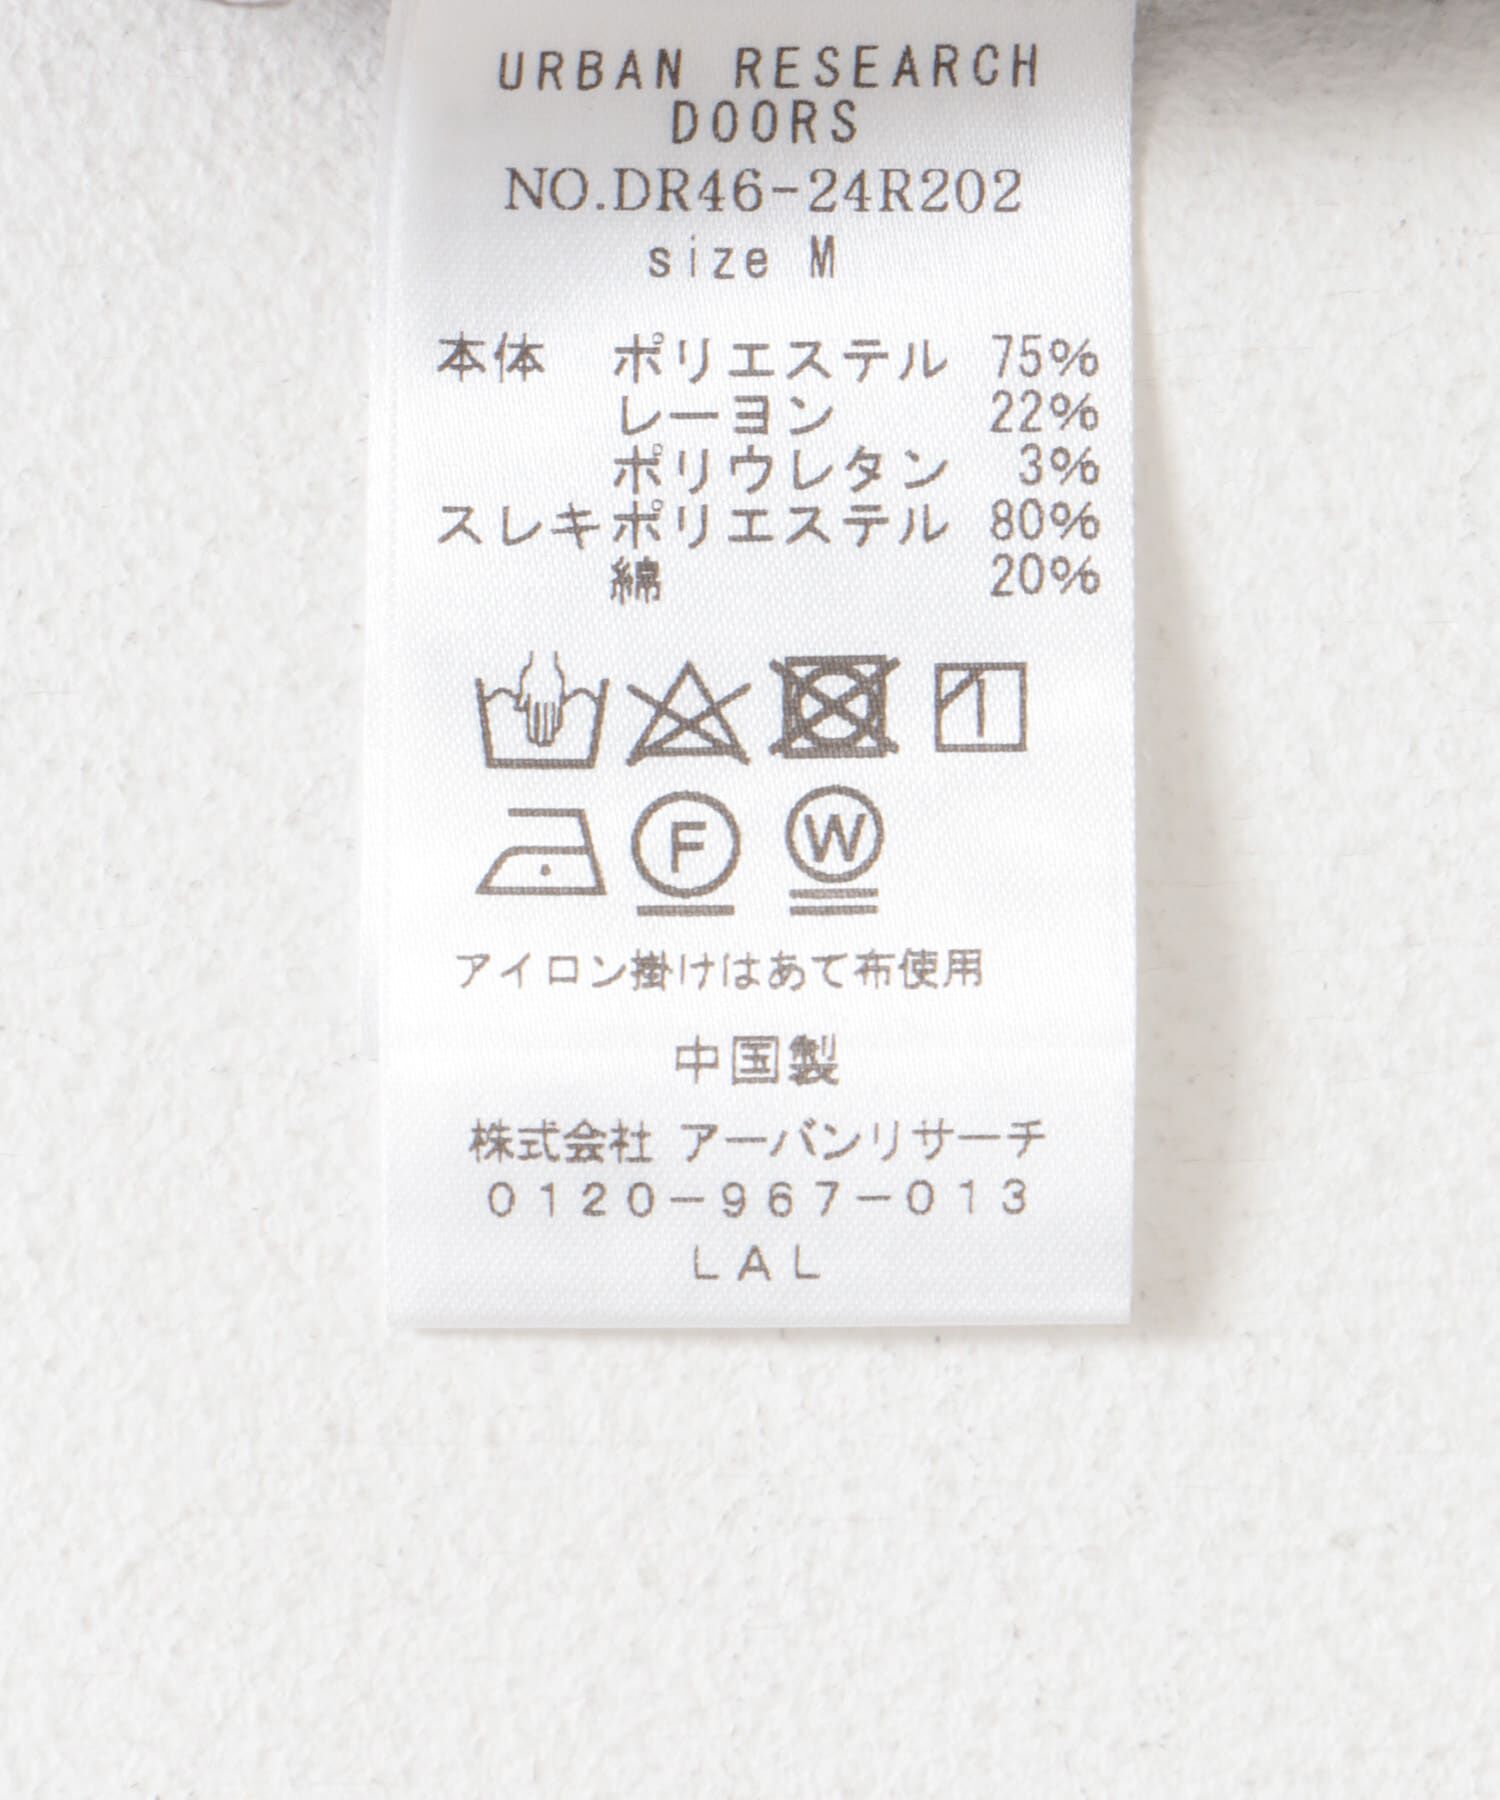 URBAN RESEARCH
DOORS
NO.DR46-24R202
size M
本体 ポリエステル 75%
レーヨン 22%
ポリウレタン 3%
スレキ ポリエステル 80%
綿 20%
F W
アイロン掛けはあて布使用
中国製
株式会社 アーバンリサーチ
0120-967-013
LAL